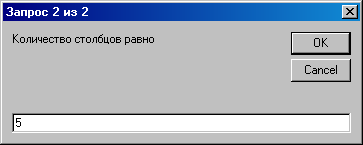 Запрос 2 из 2
Количество столбцов равно
OK
Cancel
5